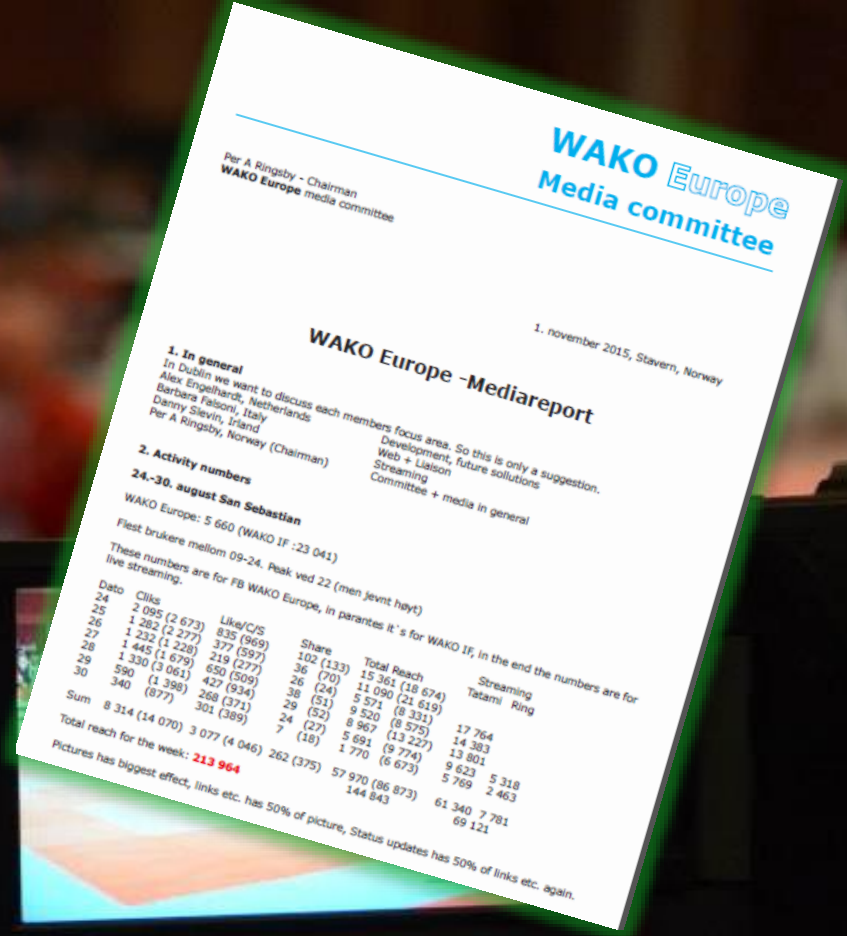 WAKO Europe
Media committee
Per A Ringsby - Chairman
WAKO Europe media committee
1. november 2015, Stavern, Norway
WAKO Europe -Mediareport
1. In general
In Dublin we want to discuss each members focus area. So this is only a suggestion.
Alex Engelhardt, Netherlands Development, future sollutions
Barbara Falsoni, Italy Web + Liaison
Danny Slevin, Irland Streaming
Per A Ringsby, Norway (Chairman) Committee + media in general
2. Activity numbers
24.-30. august San Sebastian
WAKO Europe: 5 660 (WAKO IF :23 041)
Flest brukere mellom 09-24. Peak ved 22 (men jevnt høyt)
These numbers are for FB WAKO Europe, in parantes it`s for WAKO IF, in the end the numbers are for
live streaming.
Dato Cliks Like/C/S Share Total Reach Streaming
Tatami Ring
24 2 095 (2 673) 835 (969) 102 (133) 15 361 (18 674)
25 1 282 (2 277) 377 (597) 36 (70) 11 090 (21 619)
26 1 232 (1 228) 219 (277) 26 (24) 5 571 (8 331) 17 764
27 1 445 (1 679) 650 (509) 38 (51) 9 520 (8 575) 14 383
28 1 330 (3 061) 427 (934) 29 (52) 8 967 (13 227) 13 801
29 590 (1 398) 268 (371) 24 (27) 5 691 (9 774) 9 623 5 318
30 340 (877) 301 (389) 7 (18) 1 770 (6 673) 5 769 2 463
Sum 8 314 (14 070) 3 077 (4 046) 262 (375) 57 970 (86 873) 61 340 7 781
144 843 69 121
Total reach for the week: 213 964
Pictures has biggest effect, links etc. has 50% of picture, Status updates has 50% of links etc. again.